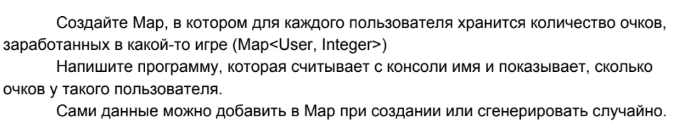 Создайте Map, в котором для каждого пользователя хранится количество очков,
заработанных в какой-то игре (Map<User, Integer>)
Напишите программу, которая считывает с консоли имя и показывает, сколько
очков у такого пользователя.
Сами данные можно добавить в Map при создании или сгенерировать случайно.